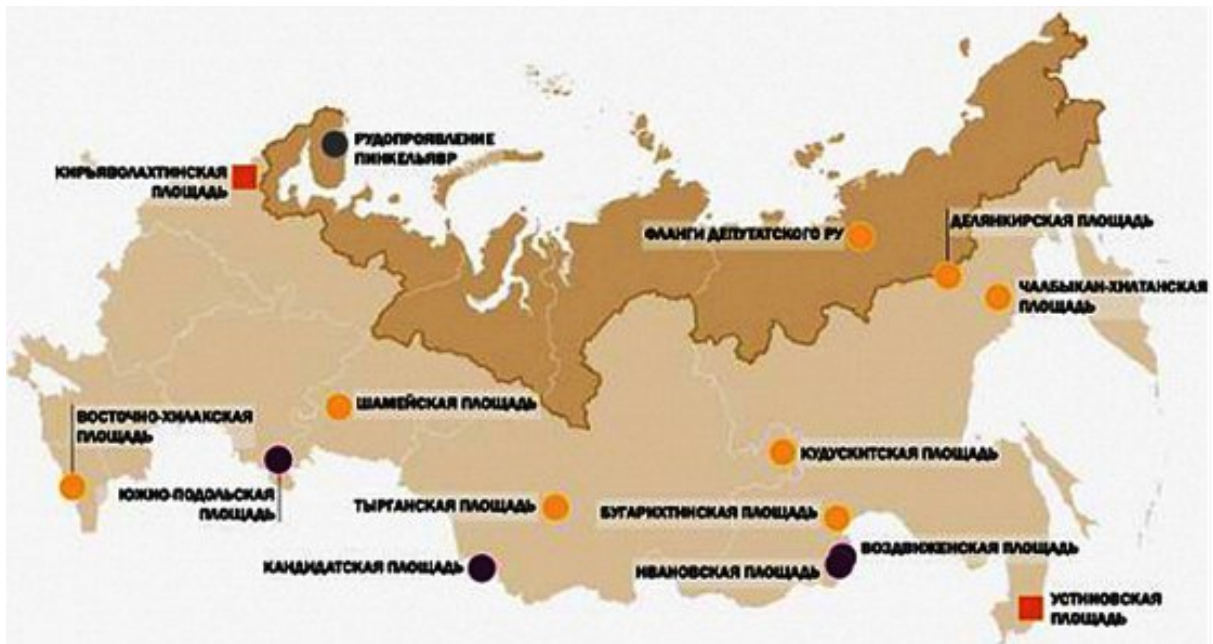 РУДОПРОЯВЛЕНИЕ
ПИНКЕЛЬЯВР
КИРЬЯВОЛАХТИНСКАЯ
ПЛОЩАДЬ
ДЕЛЯНКИРСКАЯ ПЛОЩАДЬ
ФЛАНГИ ДЕПУТАТСКОГО РУ
ЧАЛБЫКАН-ХИЛТАНСКАЯ
ПЛОЩАДЬ
ШАМЕЙСКАЯ ПЛОЩАДЬ
ВОСТОЧНО-ХИЛАКСКАЯ
ПЛОЩАДЬ
КУДУСКИТСКАЯ ПЛОЩАДЬ
ЮЖНО-ПОДОЛЬСКАЯ
ПЛОЩАДЬ
ТЫРГАНСКАЯ ПЛОЩАДЬ
БУГАРИХТИНСКАЯ ПЛОЩАДЬ
ВОЗДВИЖЕНСКАЯ ПЛОЩАДЬ
КАНДИДАТСКАЯ ПЛОЩАДЬ
ИВАНОВСКАЯ ПЛОЩАДЬ
УСТИНОВСКАЯ
ПЛОЩАДЬ